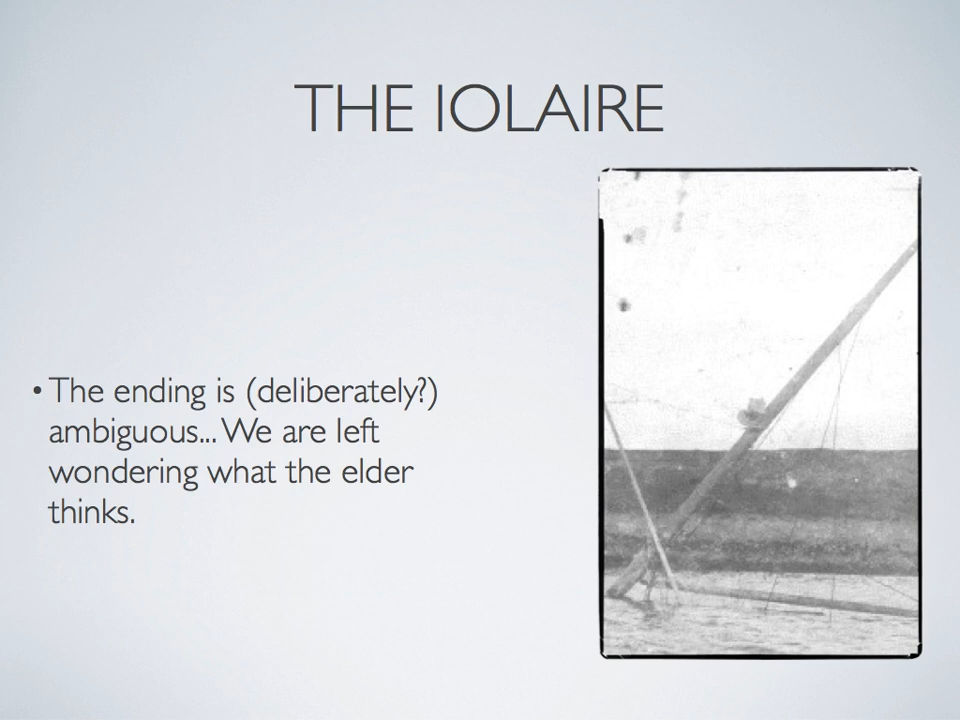 THE IOLAIRE
• The ending is (deliberately?)
ambiguous... We are left
wondering what the elder
thinks.